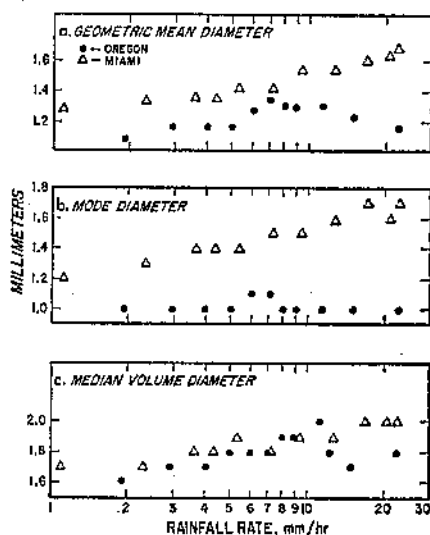 a. GEOMETRIC MEAN DIAMETER
● - OREGON
△ - MIAMI
1.6
1.4
1.2
MILLIMETERS
1.8
b. MODE DIAMETER
1.6
1.4
1.2
1.0
c. MEDIAN VOLUME DIAMETER
2.0
1.8
1.6
1 2 3 4 5 6 7 8 9 10 20 30
RAINFALL RATE, mm/hr